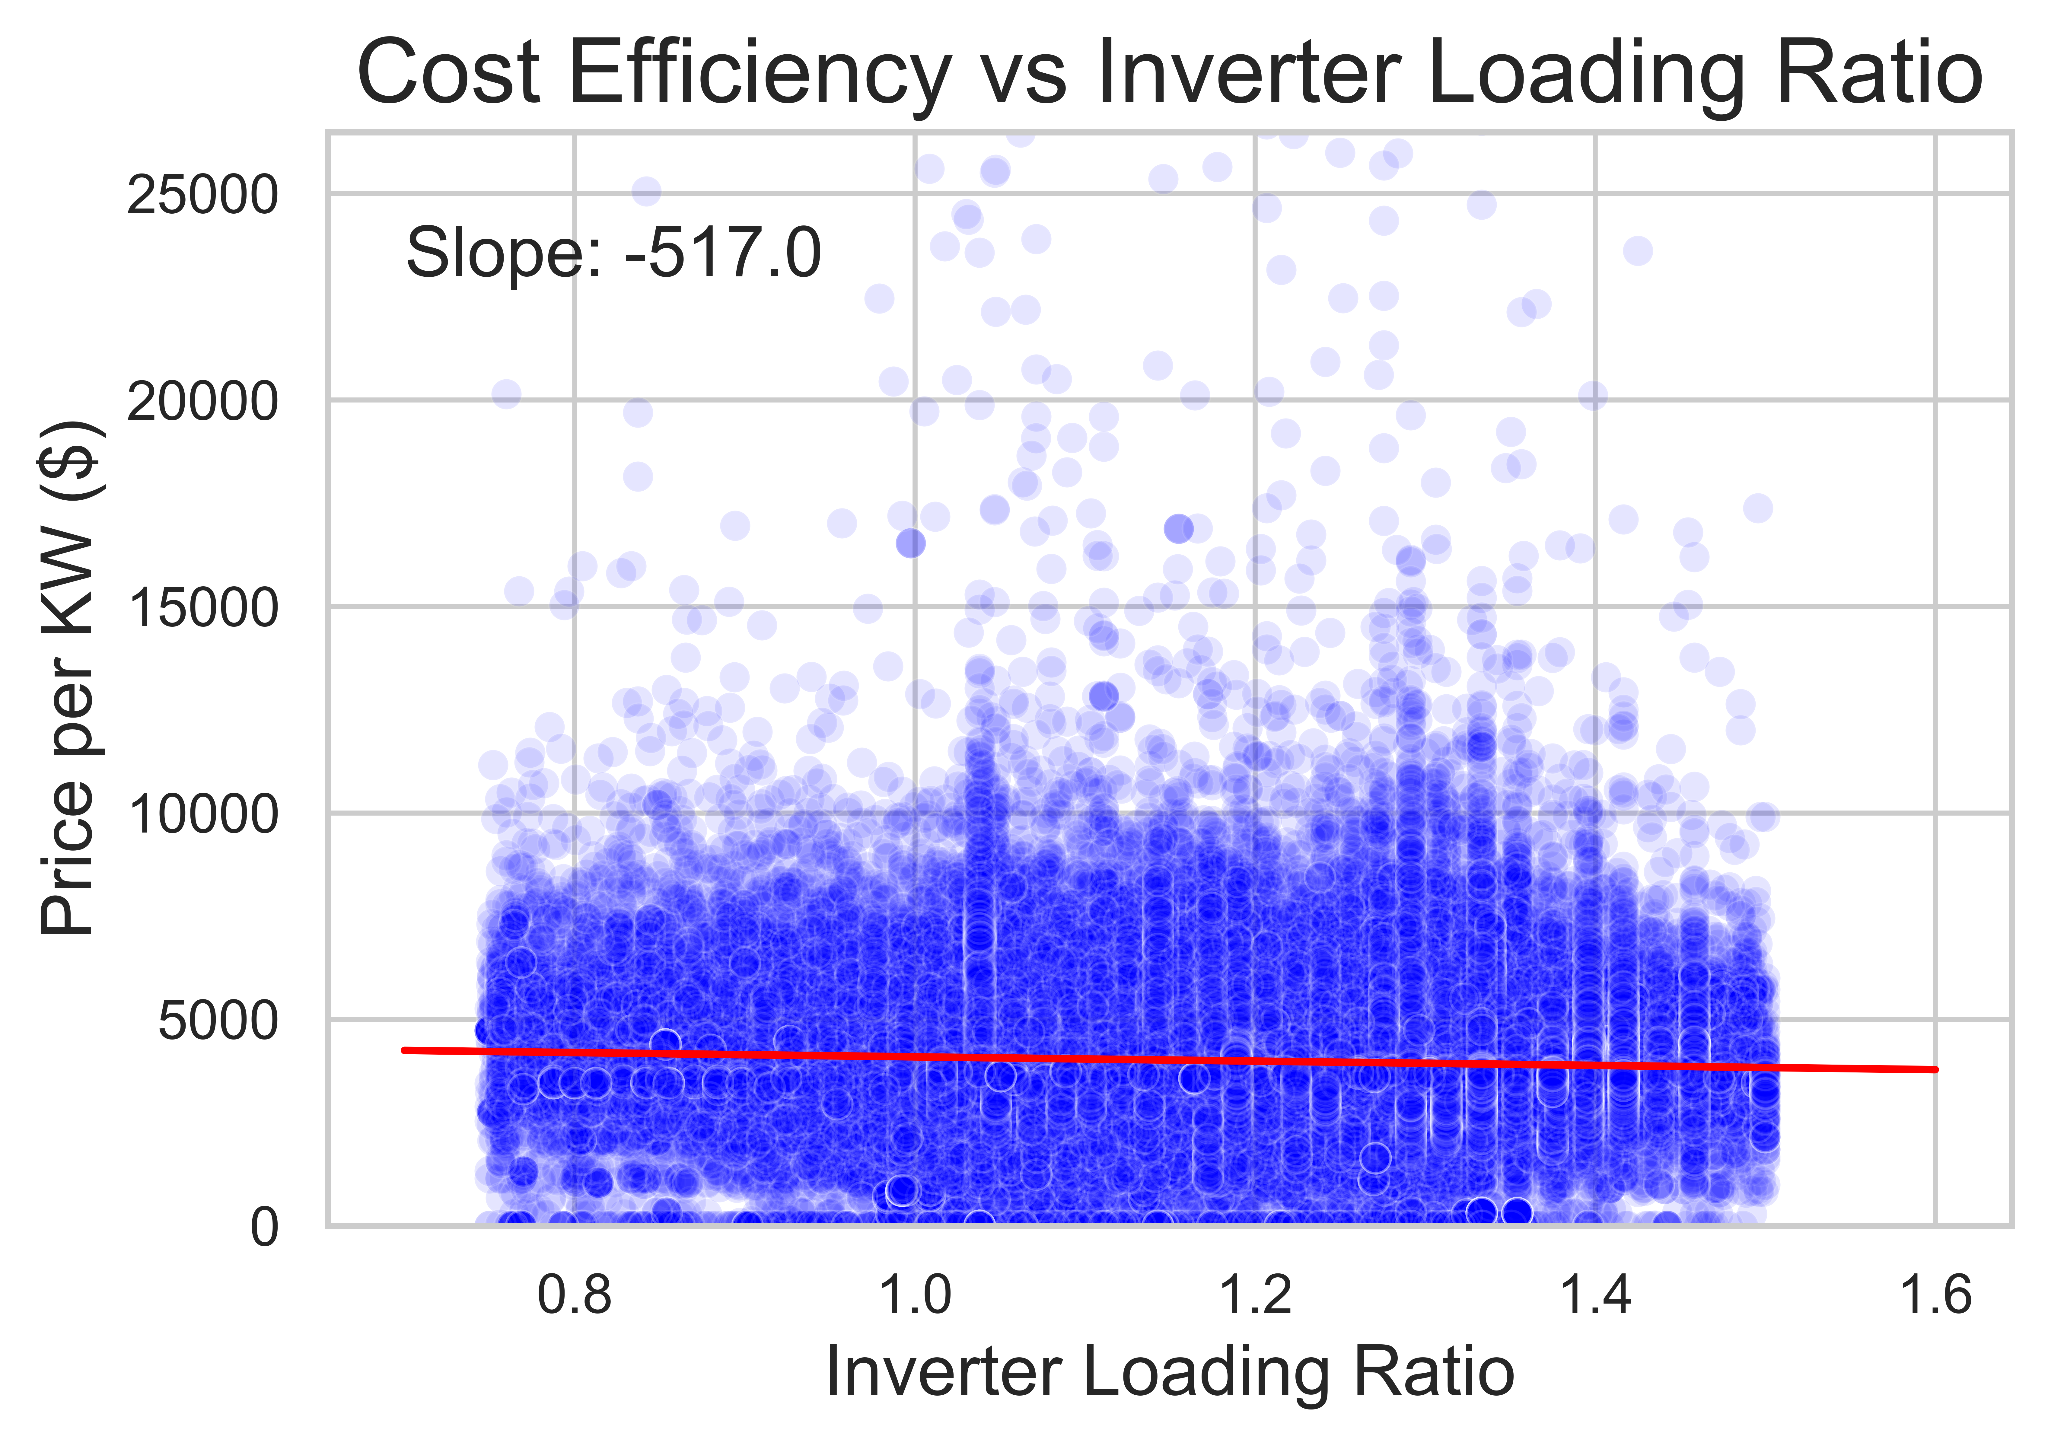 Cost Efficiency vs Inverter Loading Ratio
Slope: -517.0
Price per KW ($)
25000
20000
15000
10000
5000
0
0.8 1.0 1.2 1.4 1.6
Inverter Loading Ratio